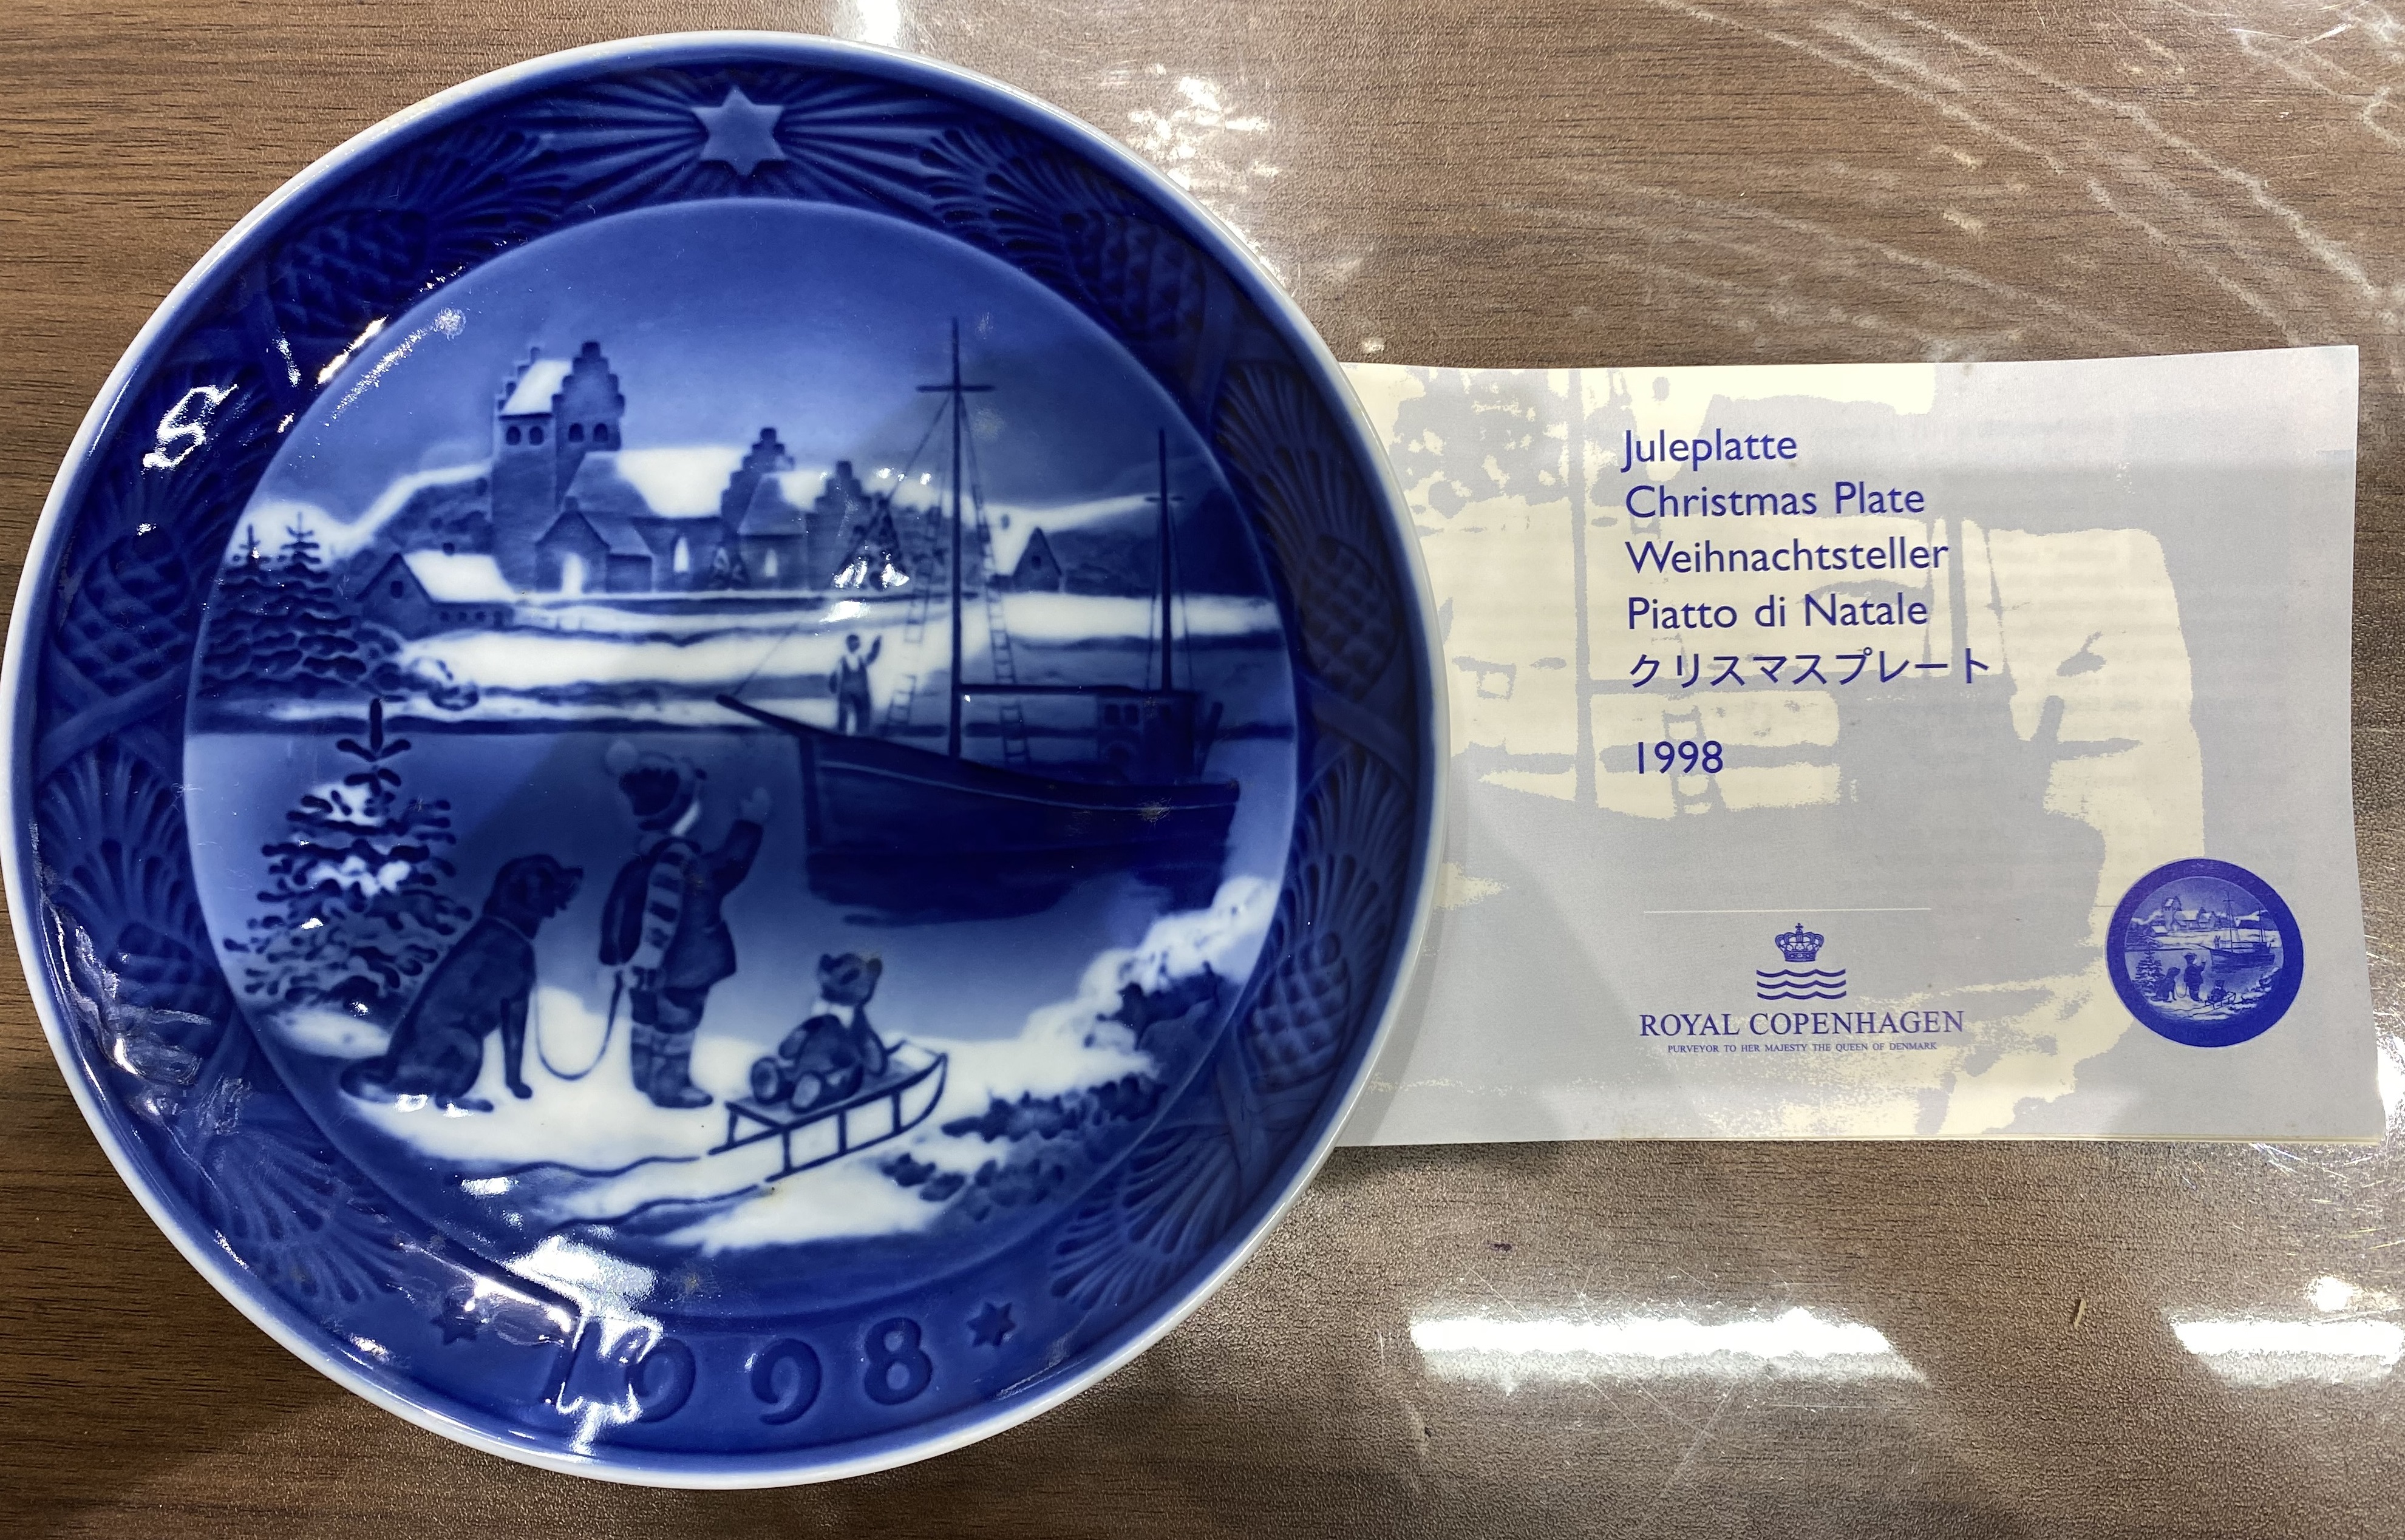 1998
Juleplatte
Christmas Plate
Weihnachtsteller
Piatto di Natale
クリスマスプレート
1998
ROYAL COPENHAGEN
PURVEYOR TO HER MAJESTY THE QUEEN OF DENMARK